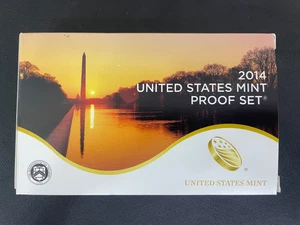 2014
UNITED STATES MINT
PROOF SET®
UNITED STATES MINT